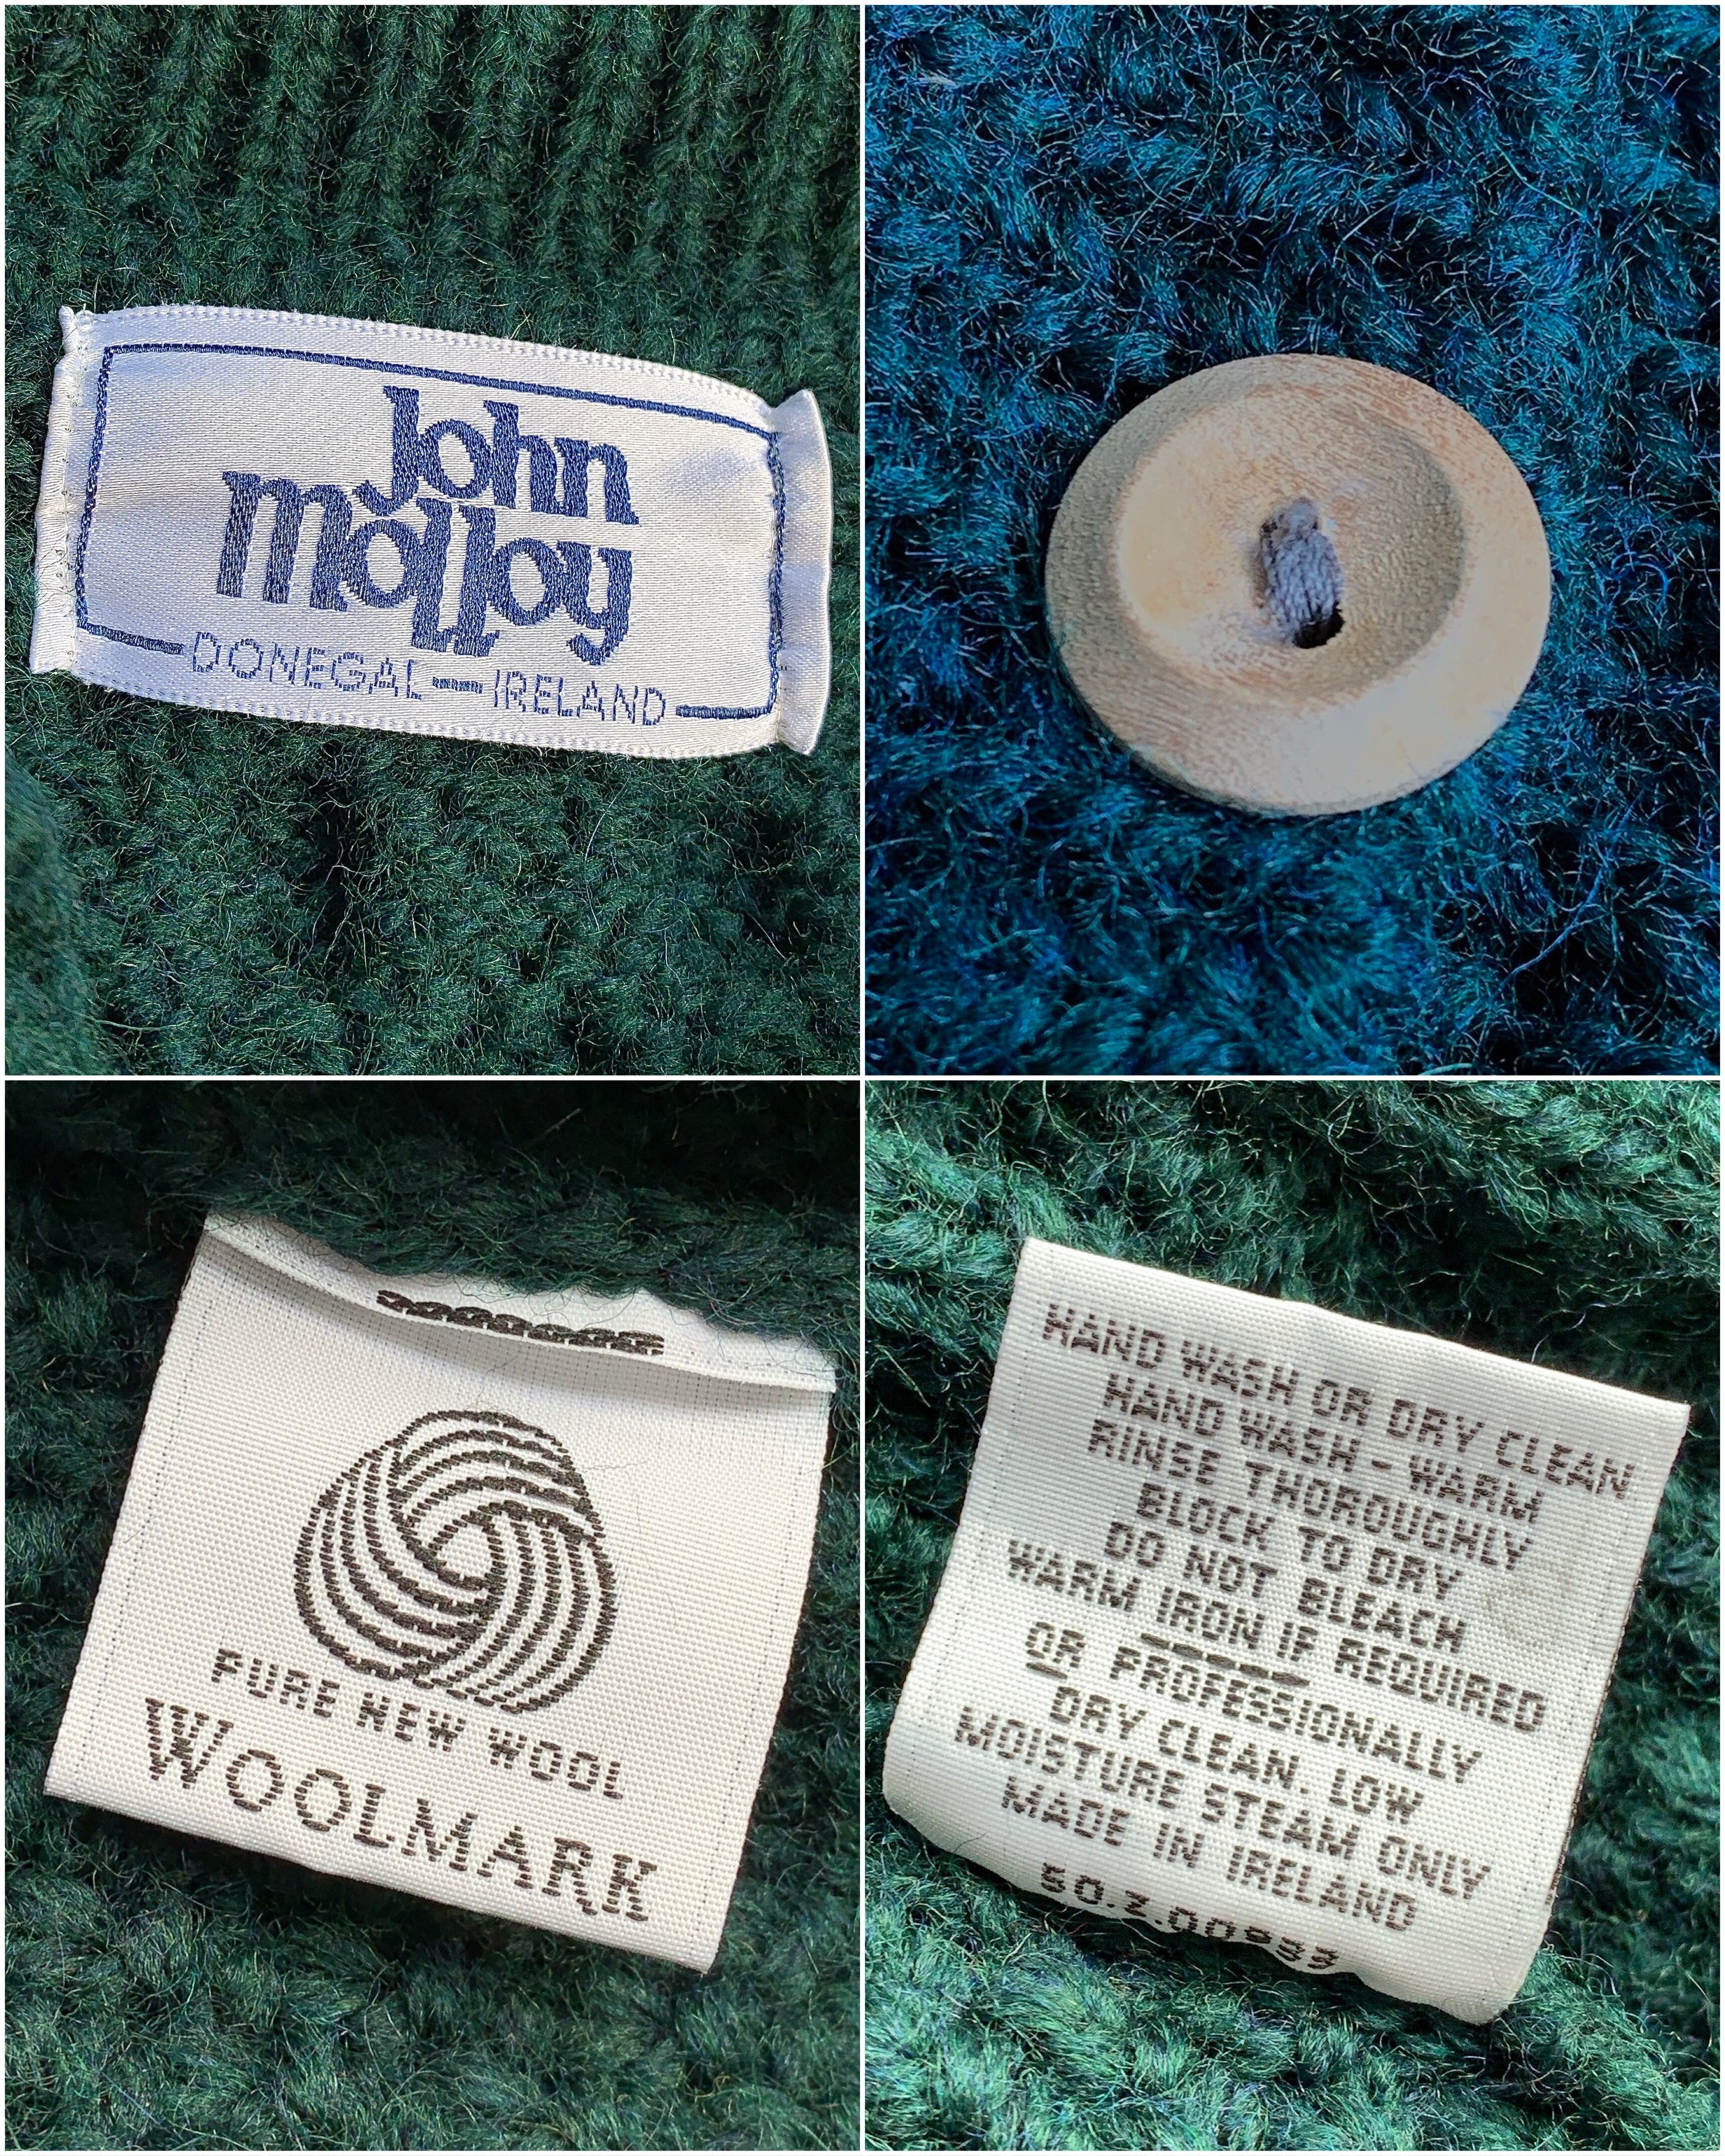 John
Molloy
DONEGAL—IRELAND
PURE NEW WOOL
WOOLMARK
HAND WASH OR DRY CLEAN
HAND WASH - WARM
RINSE THOROUGHLY
BLOCK TO DRY
DO NOT BLEACH
WARM IRON IF REQUIRED
OR PROFESSIONALLY
DRY CLEAN. LOW
MOISTURE STEAM ONLY
MADE IN IRELAND